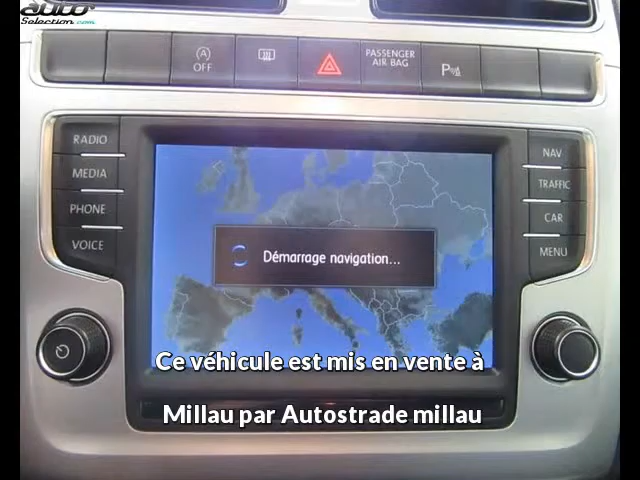 auto
Selection.com
A
OFF
PASSENGER
AIR BAG
P
RADIO
MEDIA
PHONE
VOICE
NAV
TRAFFIC
CAR
MENU
Démarrage navigation...
Ce véhicule est mis en vente à
Millau par Autostrade millau